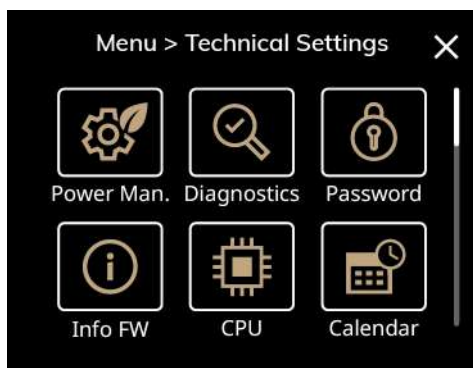 Menu > Technical Settings
Power Man. Diagnostics Password
Info FW CPU Calendar